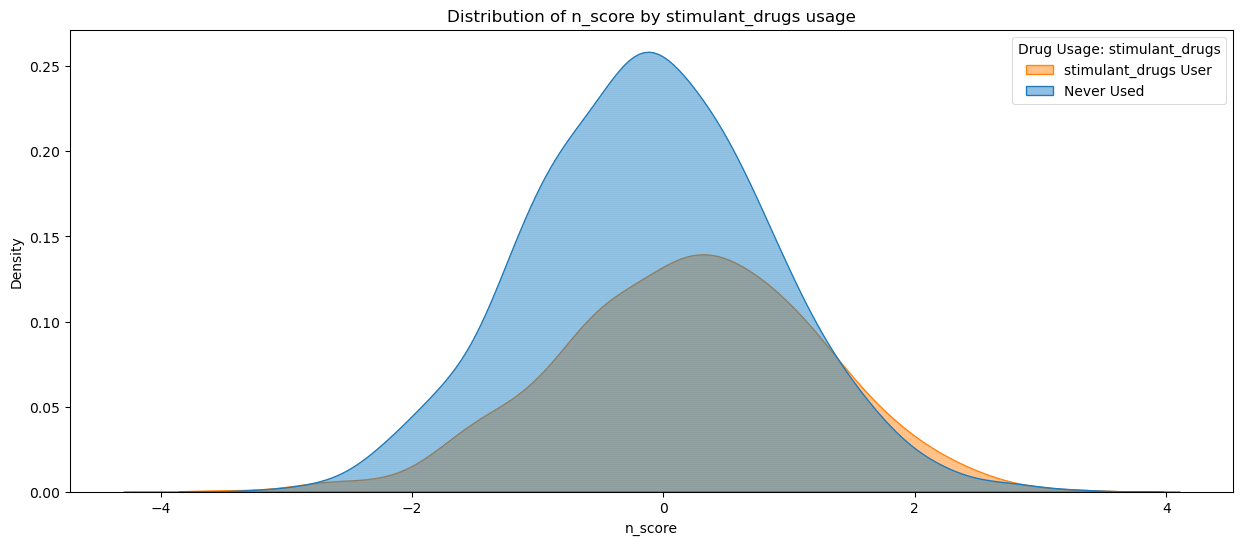 Distribution of n_score by stimulant_drugs usage
Drug Usage: stimulant_drugs
stimulant_drugs User
Never Used
0.25
0.20
0.15
0.10
0.05
0.00
Density
−4
−2
0
2
4
n_score